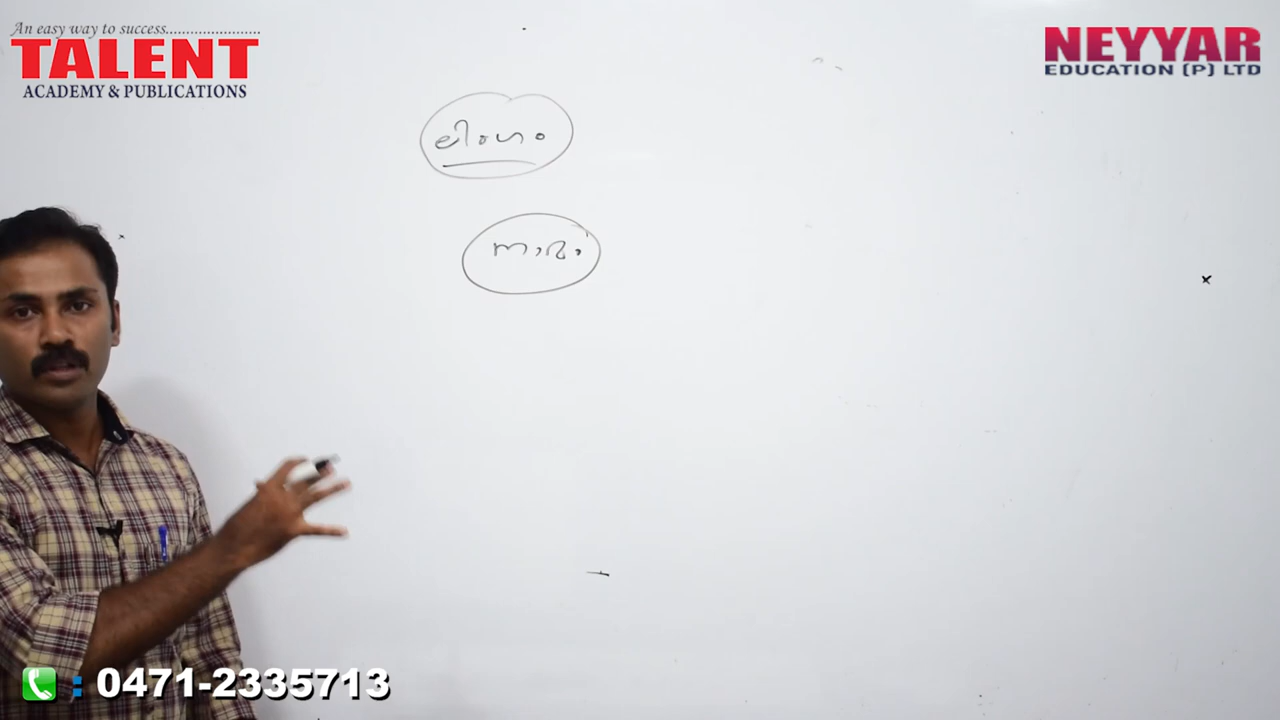 An easy way to success.......................
TALENT
ACADEMY & PUBLICATIONS
NEYYAR
EDUCATION (P) LTD
ലിംഗം
നാമം
: 0471-2335713